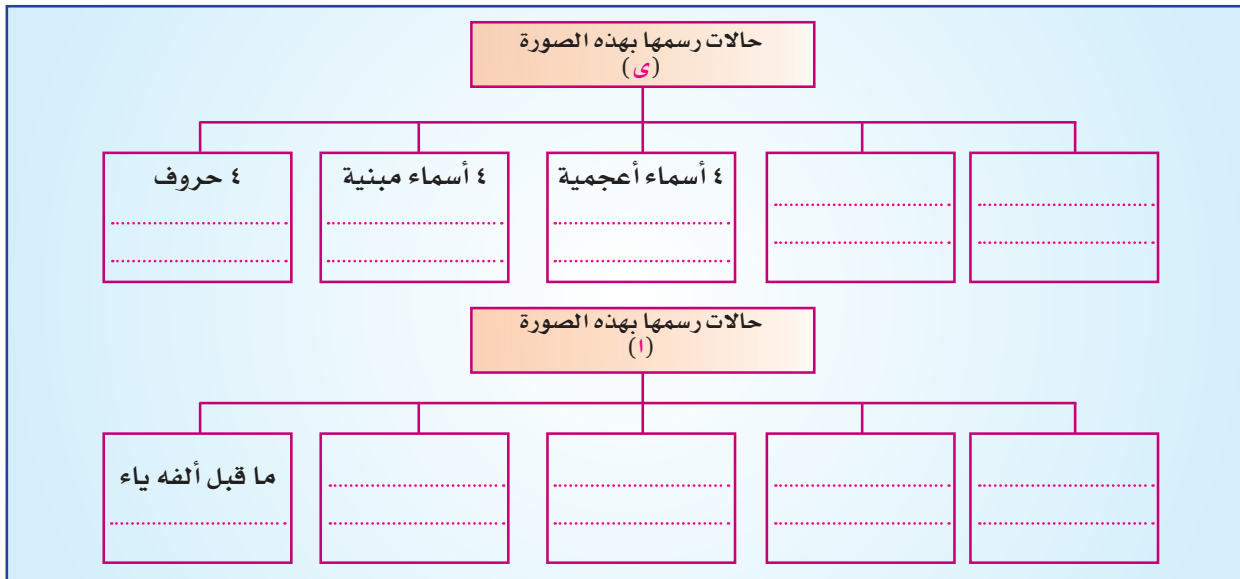 حالات رسمها بهذه الصورة
(ى)
٤ أسماء أعجمية
٤ أسماء مبنية
٤ حروف
حالات رسمها بهذه الصورة
(ا)
ما قبل ألفه ياء